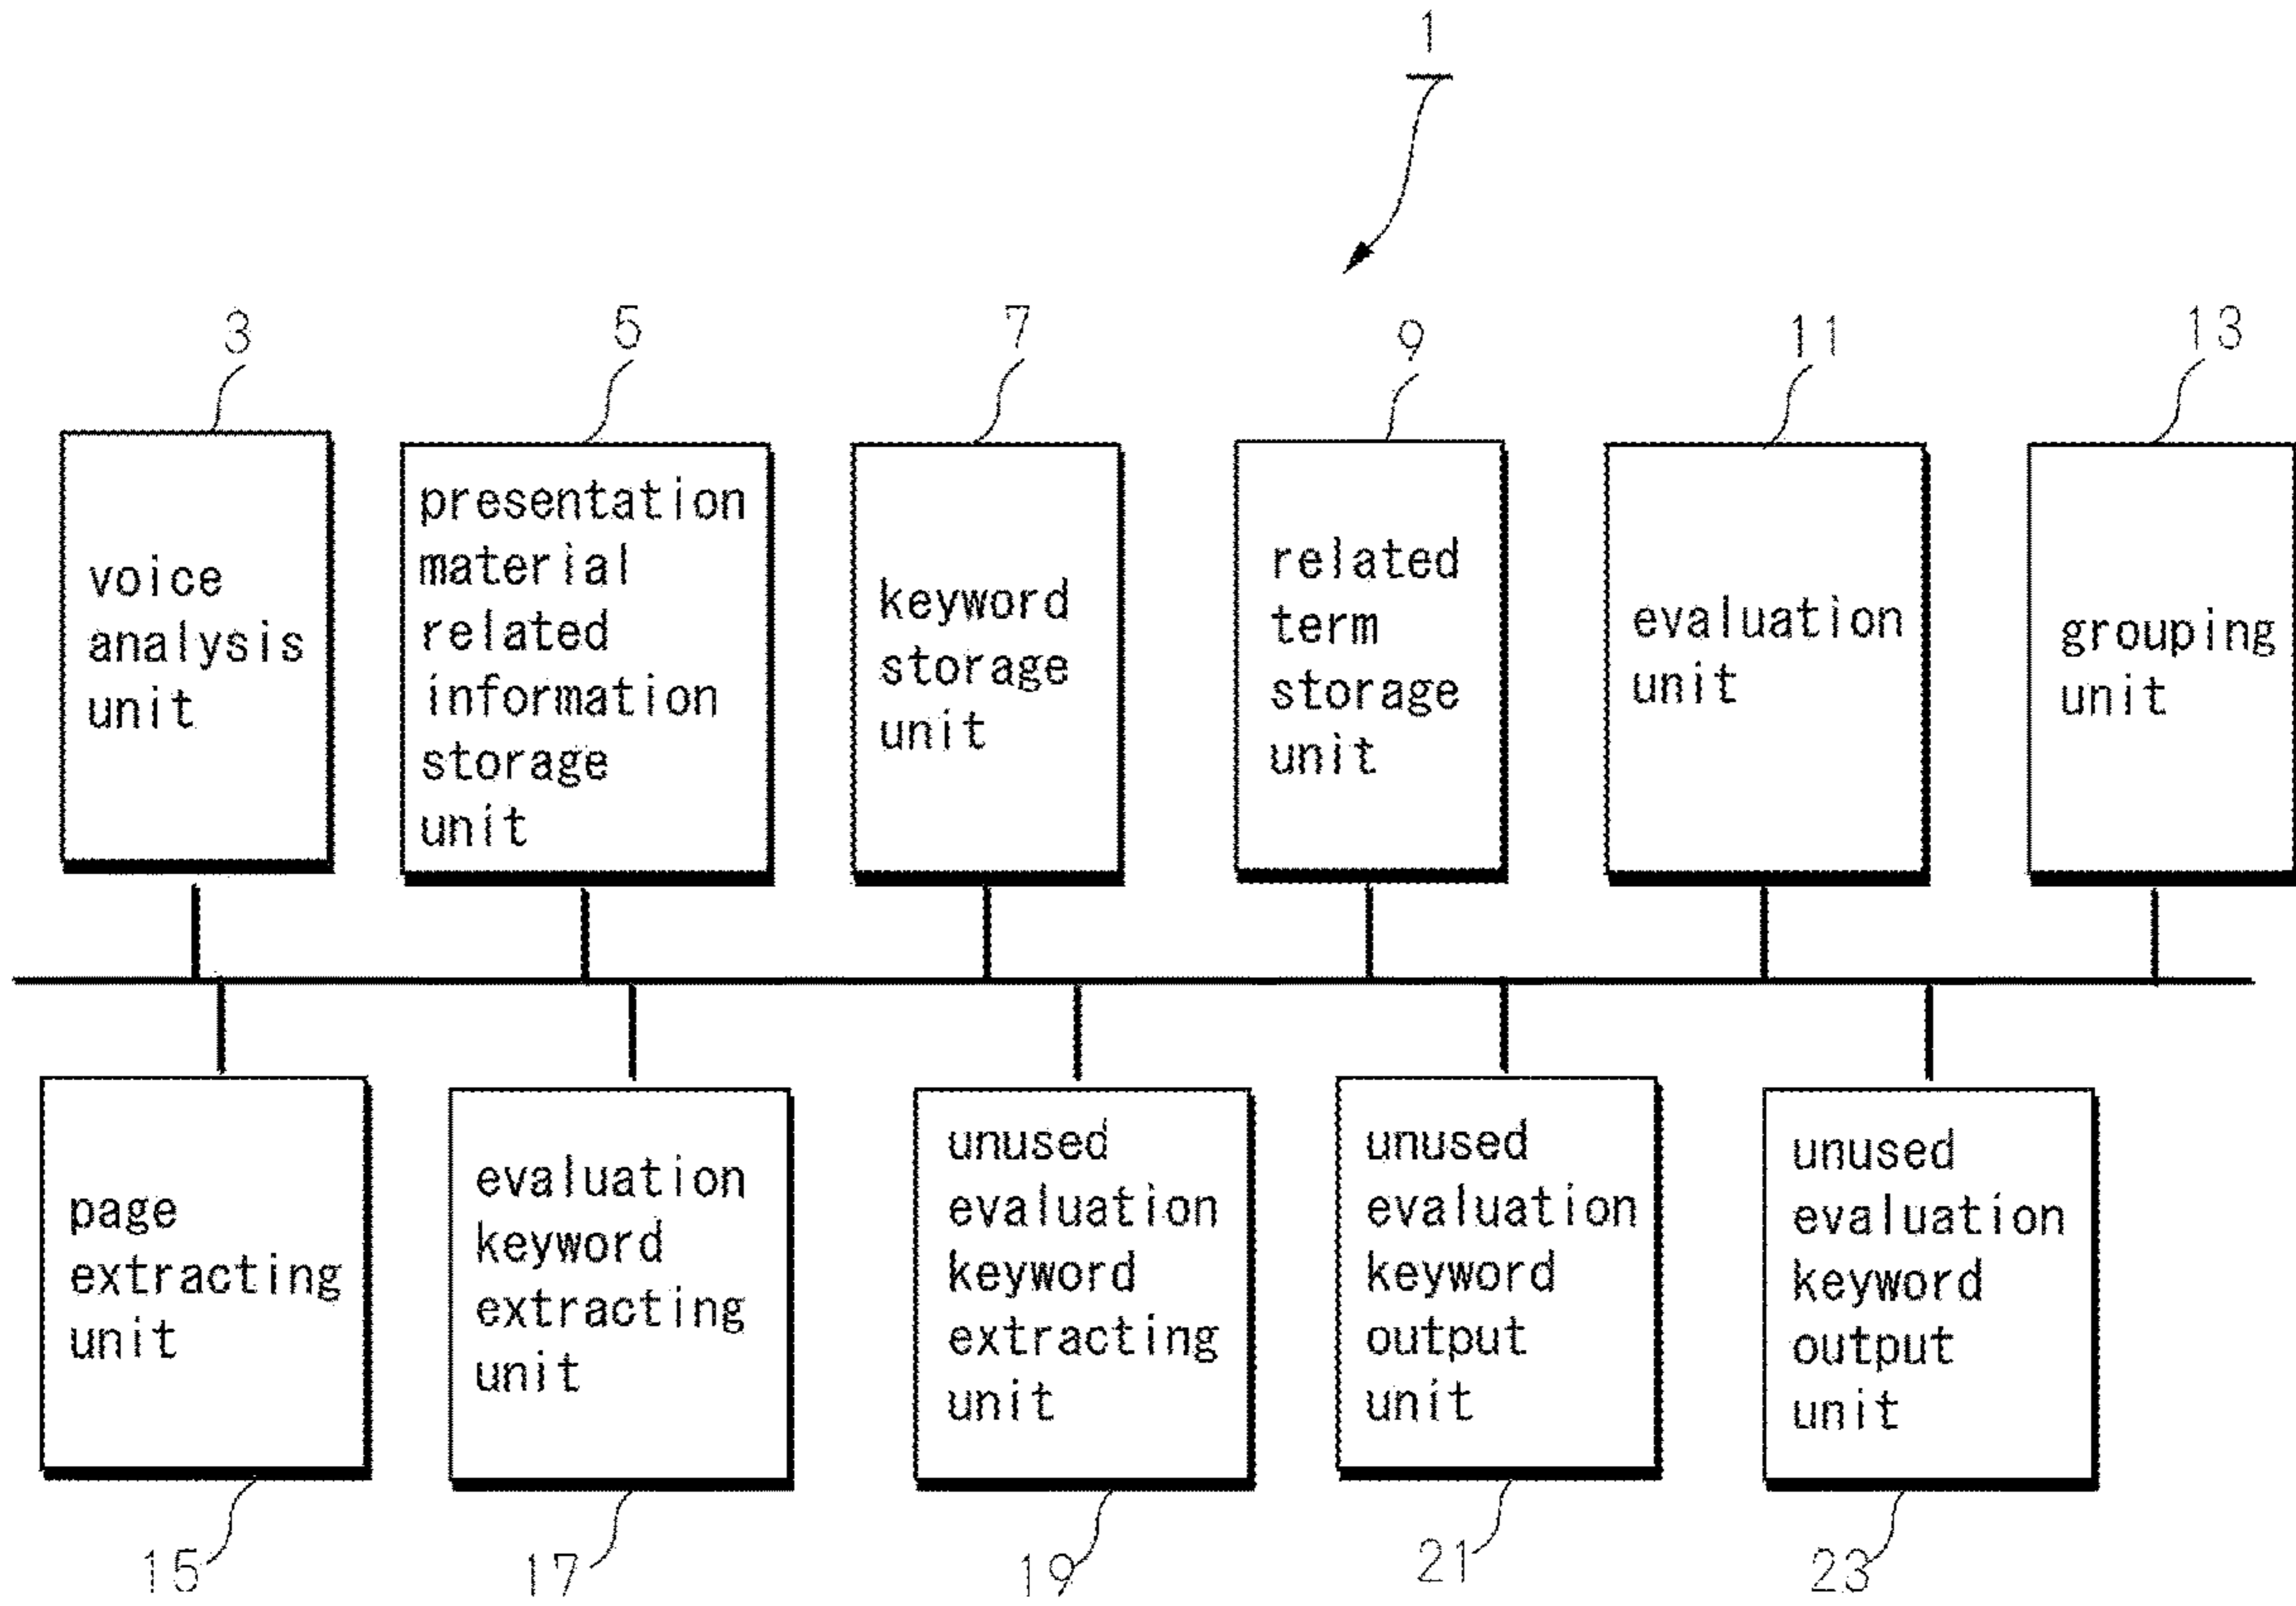 1
3
5
7
9
11
13
voice
analysis
unit
presentation
material
related
information
storage
unit
keyword
storage
unit
related
term
storage
unit
evaluation
unit
grouping
unit
page
extracting
unit
evaluation
keyword
extracting
unit
unused
evaluation
keyword
extracting
unit
unused
evaluation
keyword
output
unit
unused
evaluation
keyword
output
unit
15
17
19
21
23